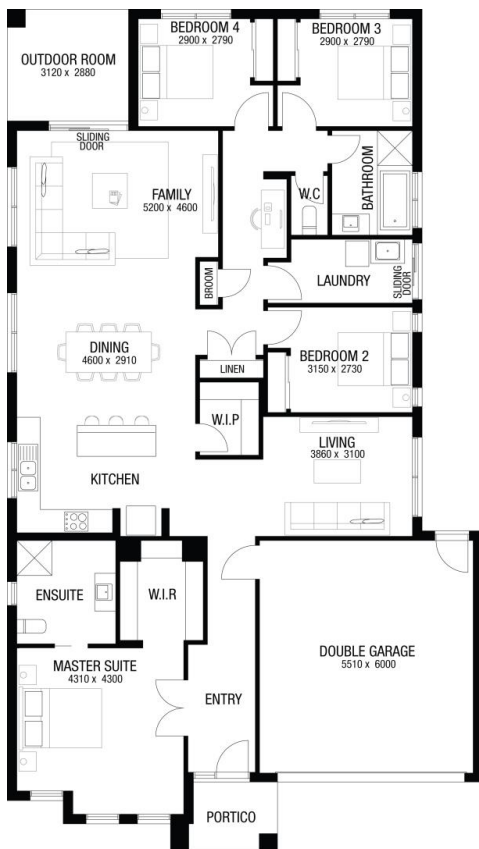 BEDROOM 4
2900 x 2790
BEDROOM 3
2900 x 2790
OUTDOOR ROOM
3120 x 2880
SLIDING
DOOR
FAMILY
5200 x 4600
W.C
BATHROOM
BROOM
LAUNDRY
SLIDING
DOOR
DINING
4600 x 2910
LINEN
BEDROOM 2
3150 x 2730
W.I.P
LIVING
3860 x 3100
KITCHEN
ENSUITE
W.I.R
MASTER SUITE
4310 x 4300
ENTRY
DOUBLE GARAGE
5510 x 6000
PORTICO